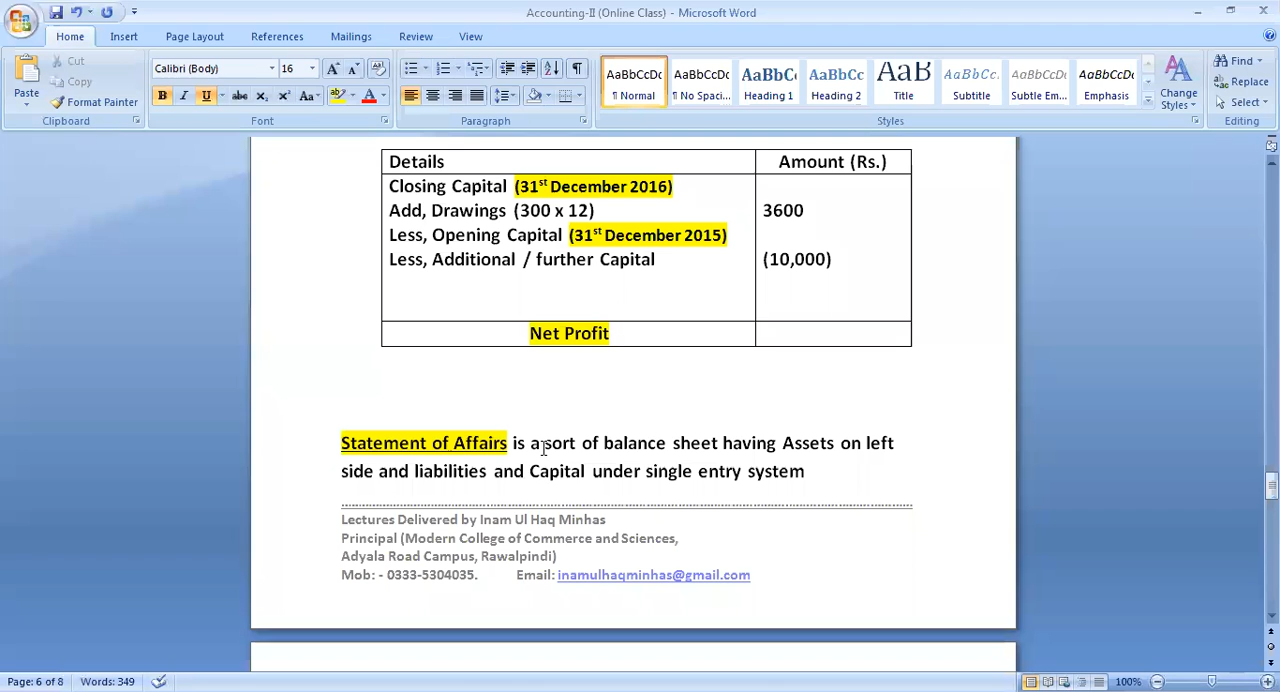 Accounting-II (Online Class) - Microsoft Word
Home Insert Page Layout References Mailings Review View
Paste
Cut
Copy
Format Painter
Clipboard
Calibri (Body) 16
B I U abc X₂ X² Aa ab A
Font
Paragraph
AaBbCcDc AaBbCcDc AaBbC AaBbCc AaB AaBbCc. AaBbCcDc AaBbCcDc
¶ Normal ¶ No Spaci... Heading 1 Heading 2 Title Subtitle Subtle Em... Emphasis
Change
Styles
Styles
Find
Replace
Select
Editing
Details Amount (Rs.)
Closing Capital (31st December 2016)
Add, Drawings (300 x 12) 3600
Less, Opening Capital (31st December 2015)
Less, Additional / further Capital (10,000)
Net Profit
Statement of Affairs is a sort of balance sheet having Assets on left
side and liabilities and Capital under single entry system
Lectures Delivered by Inam Ul Haq Minhas
Principal (Modern College of Commerce and Sciences,
Adyala Road Campus, Rawalpindi)
Mob: - 0333-5304035. Email: inamulhaqminhas@gmail.com
Page: 6 of 8 Words: 349 100%